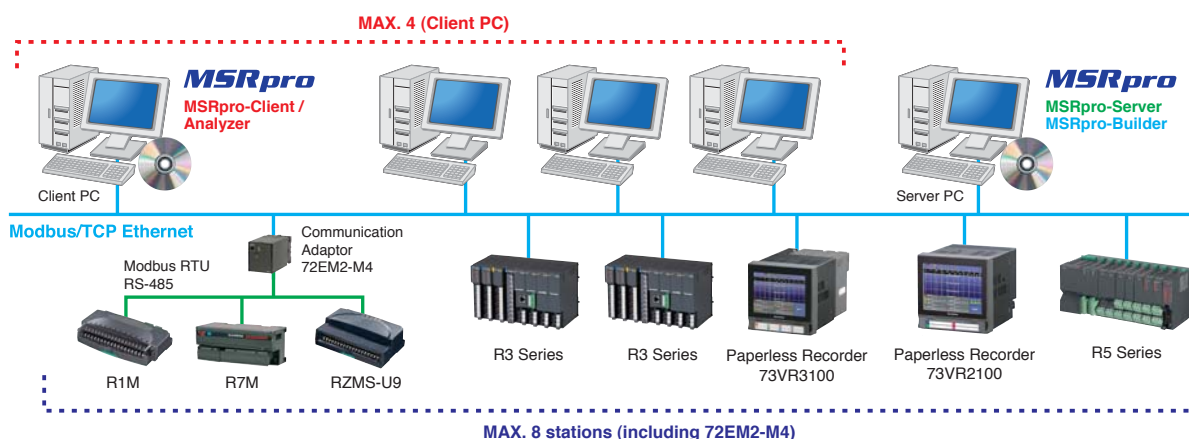 MAX. 4 (Client PC)
MSRpro
MSRpro-Client /
Analyzer
Client PC
MSRpro
MSRpro-Server
MSRpro-Builder
Server PC
Modbus/TCP Ethernet
Communication
Adaptor
72EM2-M4
Modbus RTU
RS-485
R1M
R7M
RZMS-U9
R3 Series
R3 Series
Paperless Recorder
73VR3100
Paperless Recorder
73VR2100
R5 Series
MAX. 8 stations (including 72EM2-M4)